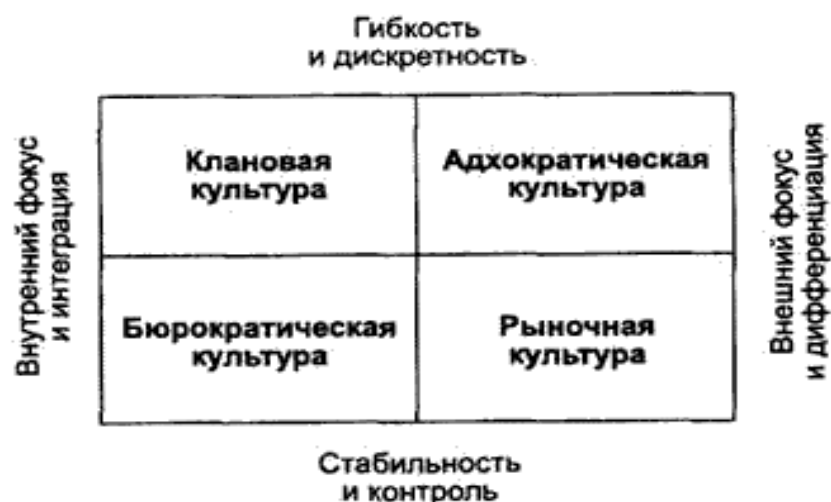 Гибкость
и дискретность
Внутренний фокус
и интеграция
Клановая
культура
Адхократическая
культура
Внешний фокус
и дифференциация
Бюрократическая
культура
Рыночная
культура
Стабильность
и контроль